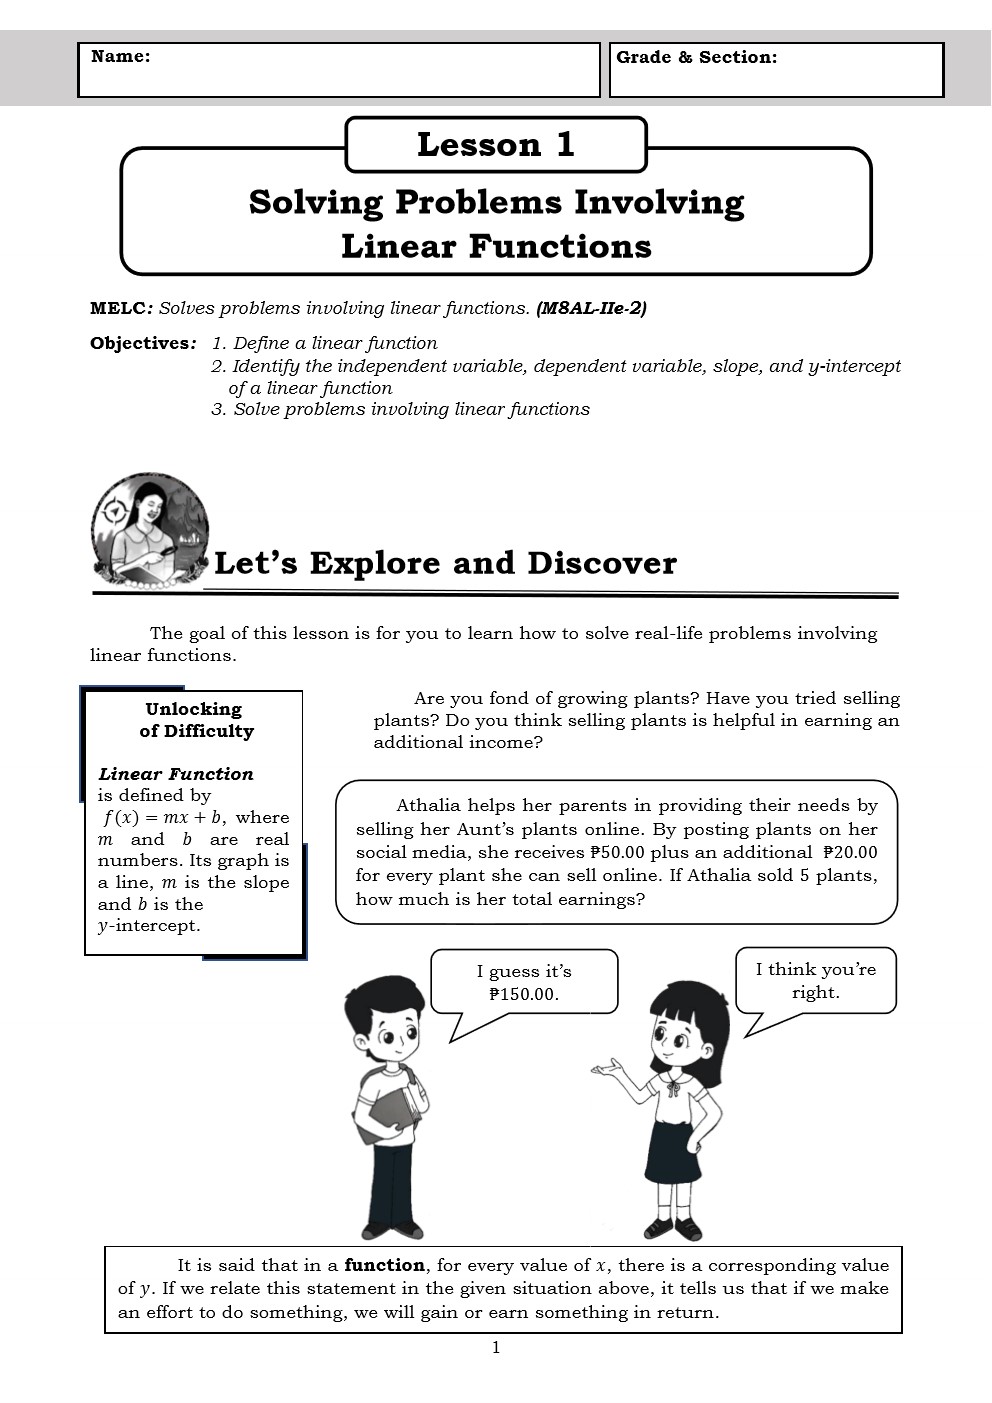 Name:
Grade & Section:
Lesson 1
Solving Problems Involving
Linear Functions
MELC: Solves problems involving linear functions. (M8AL-IIe-2)
Objectives: 1. Define a linear function
2. Identify the independent variable, dependent variable, slope, and y-intercept
of a linear function
3. Solve problems involving linear functions
Let’s Explore and Discover
The goal of this lesson is for you to learn how to solve real-life problems involving
linear functions.
Unlocking
of Difficulty
Linear Function
is defined by
f(x) = mx + b, where
m and b are real
numbers. Its graph is
a line, m is the slope
and b is the
y-intercept.
Are you fond of growing plants? Have you tried selling
plants? Do you think selling plants is helpful in earning an
additional income?
Athalia helps her parents in providing their needs by
selling her Aunt’s plants online. By posting plants on her
social media, she receives ₱50.00 plus an additional ₱20.00
for every plant she can sell online. If Athalia sold 5 plants,
how much is her total earnings?
I guess it’s
₱150.00.
I think you’re
right.
It is said that in a function, for every value of x, there is a corresponding value
of y. If we relate this statement in the given situation above, it tells us that if we make
an effort to do something, we will gain or earn something in return.
1